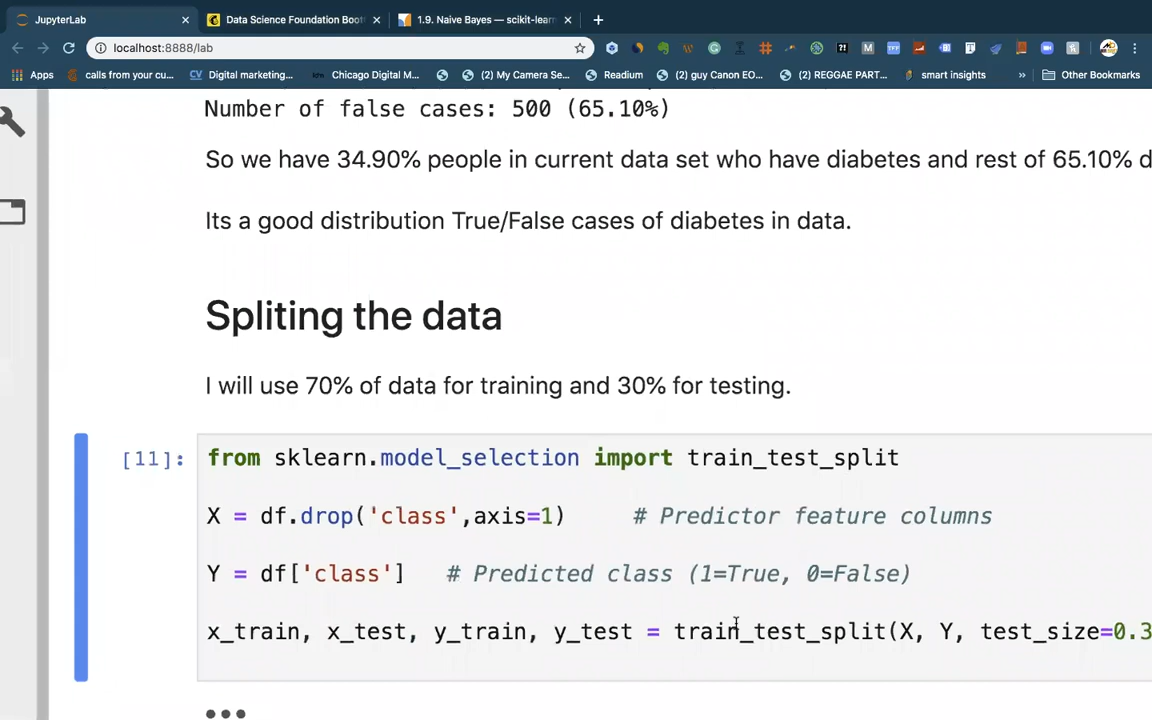 JupyterLab
Data Science Foundation Boot
1.9. Naive Bayes — scikit-lear
localhost:8888/lab
Apps
calls from your cu...
Digital marketing...
Chicago Digital M...
(2) My Camera Se...
Readium
(2) guy Canon EO...
(2) REGGAE PART...
smart insights
Other Bookmarks
Number of false cases: 500 (65.10%)
So we have 34.90% people in current data set who have diabetes and rest of 65.10% d
Its a good distribution True/False cases of diabetes in data.
Spliting the data
I will use 70% of data for training and 30% for testing.
[11]:
from sklearn.model_selection import train_test_split
X = df.drop('class',axis=1) # Predictor feature columns
Y = df['class'] # Predicted class (1=True, 0=False)
x_train, x_test, y_train, y_test = train_test_split(X, Y, test_size=0.3